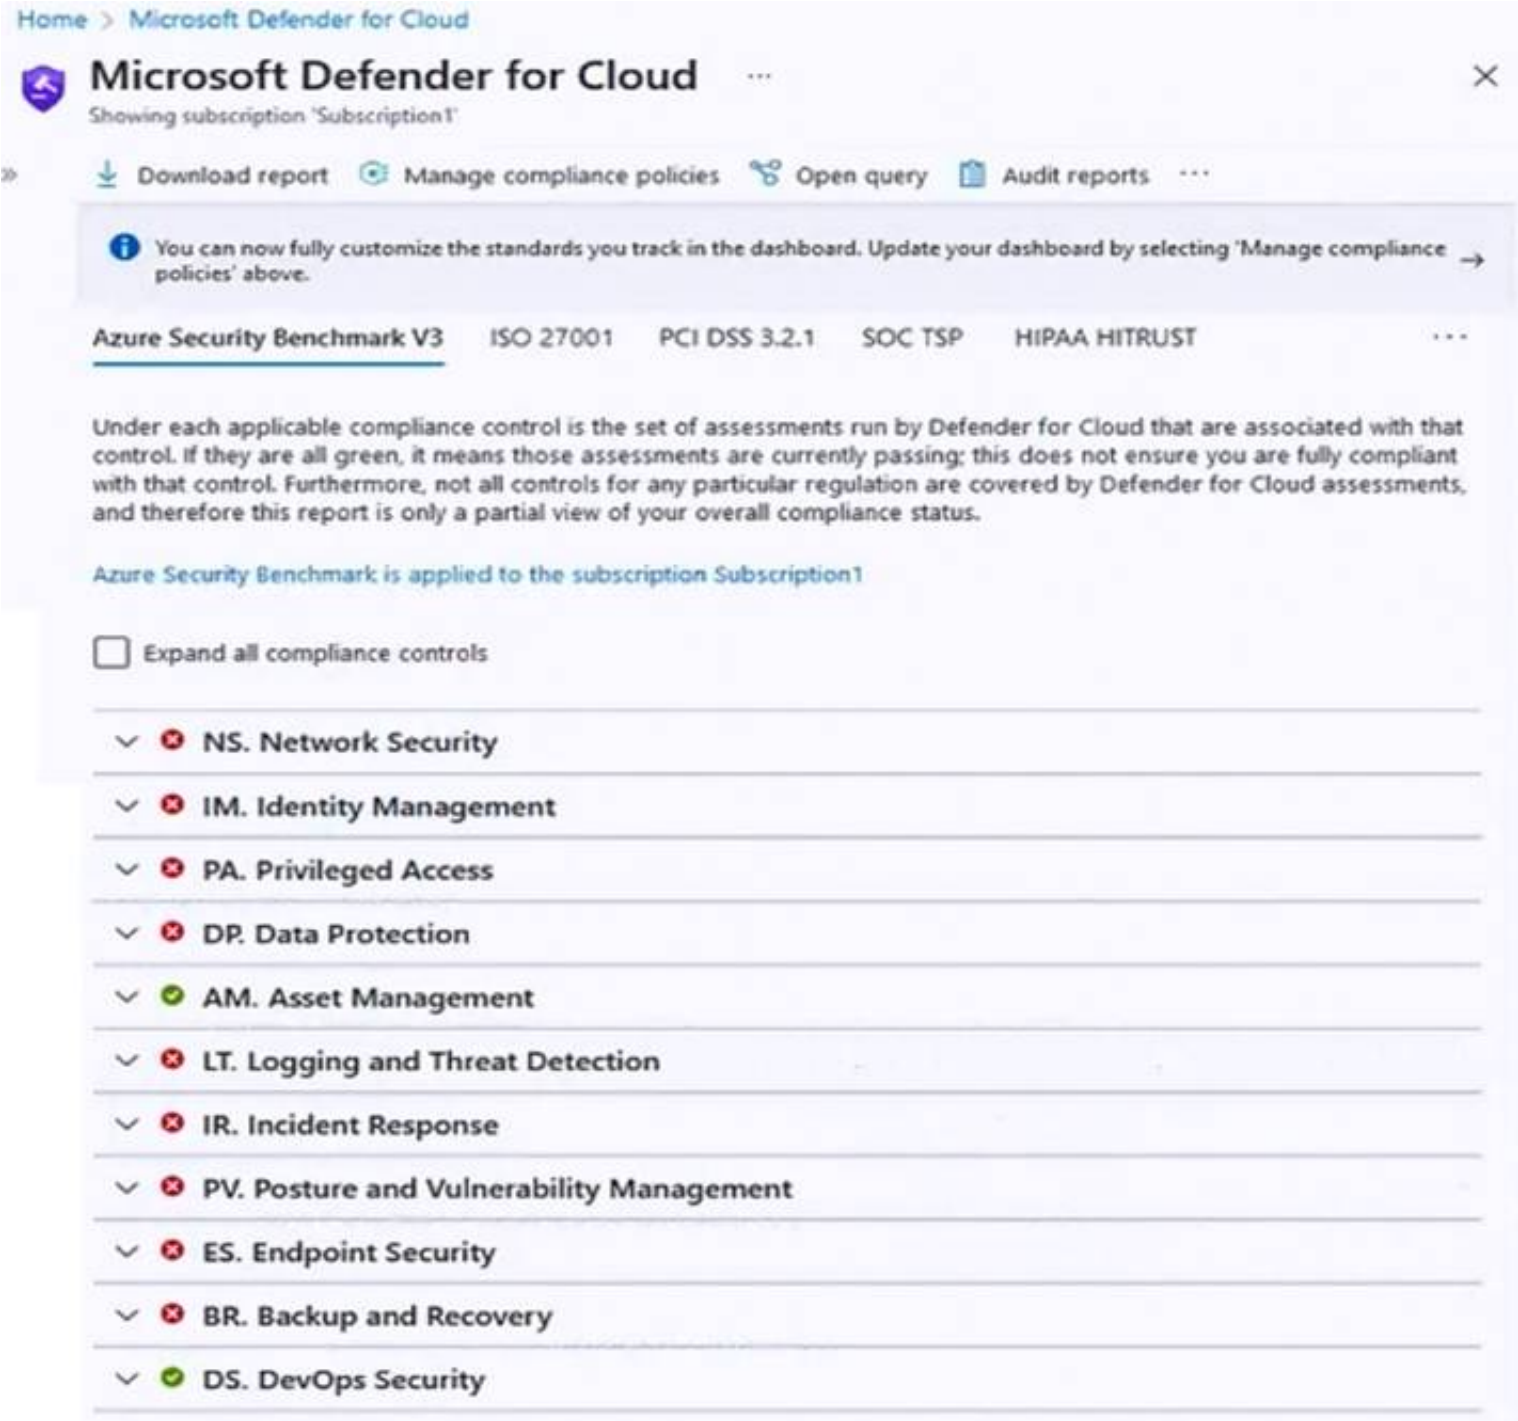 Home > Microsoft Defender for Cloud
Microsoft Defender for Cloud ...
Showing subscription 'Subscription1'
» Download report Manage compliance policies Open query Audit reports ...
You can now fully customize the standards you track in the dashboard. Update your dashboard by selecting 'Manage compliance
policies' above.
Azure Security Benchmark V3 ISO 27001 PCI DSS 3.2.1 SOC TSP HIPAA HITRUST ...
Under each applicable compliance control is the set of assessments run by Defender for Cloud that are associated with that
control. If they are all green, it means those assessments are currently passing; this does not ensure you are fully compliant
with that control. Furthermore, not all controls for any particular regulation are covered by Defender for Cloud assessments,
and therefore this report is only a partial view of your overall compliance status.
Azure Security Benchmark is applied to the subscription Subscription1
Expand all compliance controls
NS. Network Security
IM. Identity Management
PA. Privileged Access
DP. Data Protection
AM. Asset Management
LT. Logging and Threat Detection
IR. Incident Response
PV. Posture and Vulnerability Management
ES. Endpoint Security
BR. Backup and Recovery
DS. DevOps Security